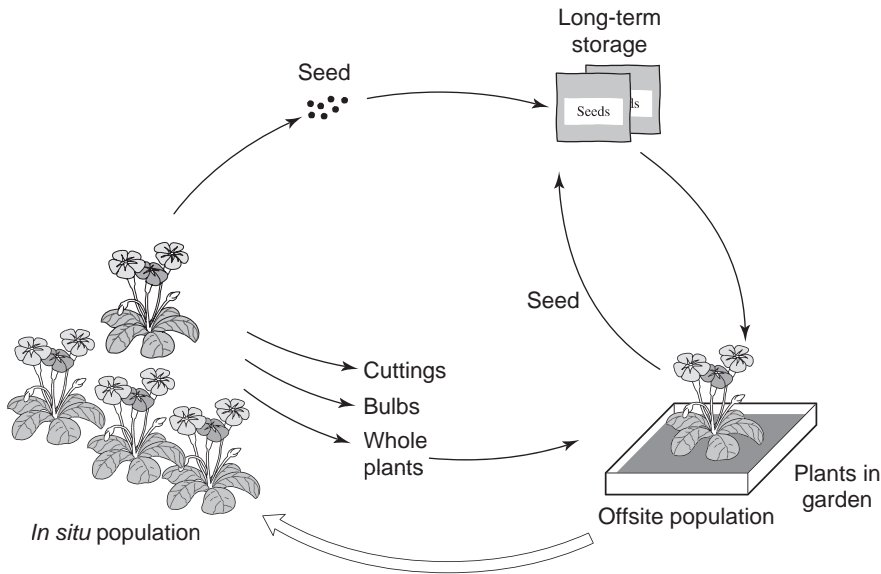 Long-term
storage
Seed
Seeds
ds
Seed
Cuttings
Bulbs
Whole
plants
Plants in
garden
Offsite population
In situ population